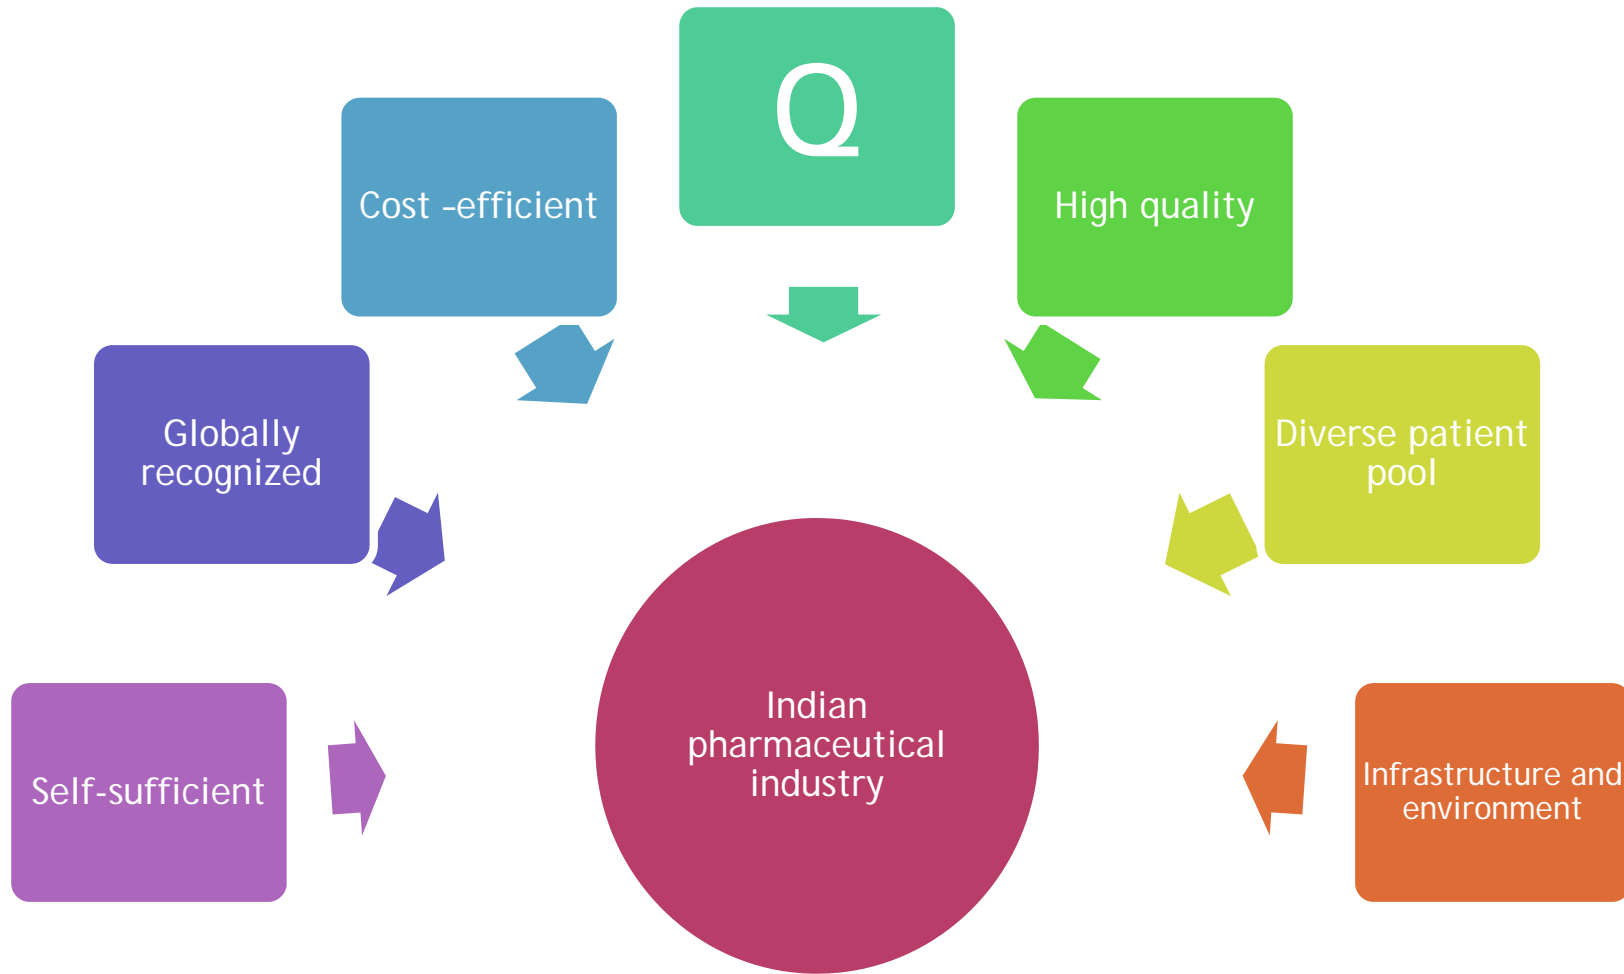 Q
Cost -efficient
High quality
Globally
recognized
Diverse patient
pool
Indian
pharmaceutical
industry
Self-sufficient
Infrastructure and
environment